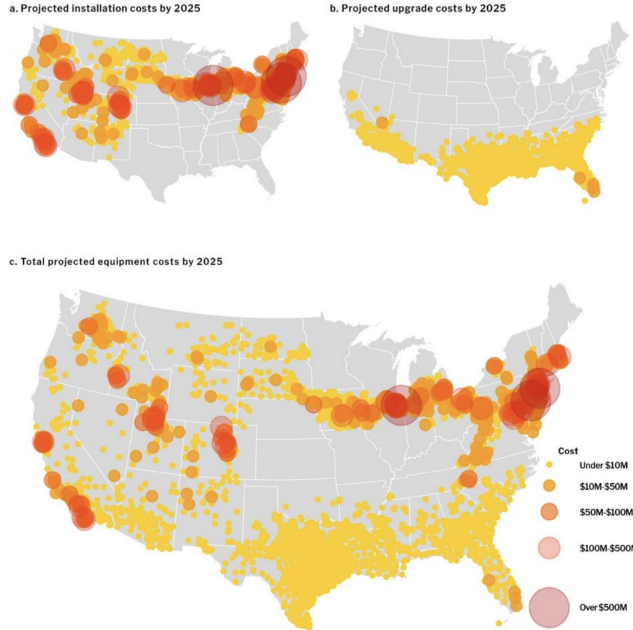 a. Projected installation costs by 2025
b. Projected upgrade costs by 2025
c. Total projected equipment costs by 2025
Cost
Under $10M
$10M-$50M
$50M-$100M
$100M-$500M
Over $500M